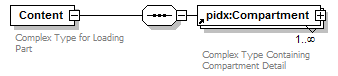 Content
pidx:Compartment
1..∞
Complex Type for Loading
Part
Complex Type Containing
Compartment Detail